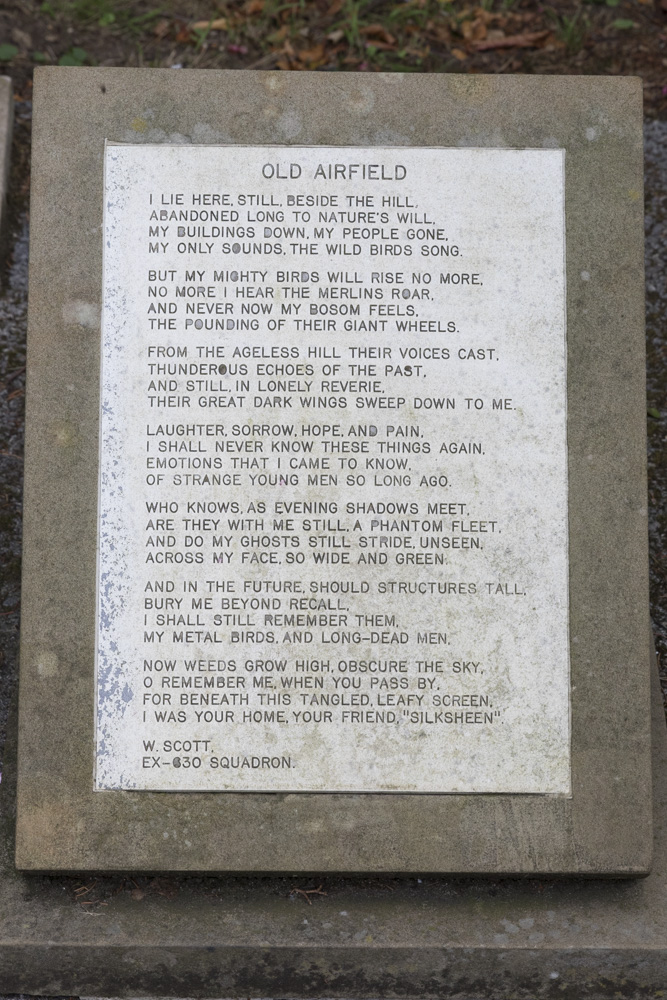 OLD AIRFIELD
I LIE HERE, STILL, BESIDE THE HILL,
ABANDONED LONG TO NATURE'S WILL,
MY BUILDINGS DOWN, MY PEOPLE GONE,
MY ONLY SOUNDS, THE WILD BIRDS SONG.
BUT MY MIGHTY BIRDS WILL RISE NO MORE,
NO MORE I HEAR THE MERLINS ROAR,
AND NEVER NOW MY BOSOM FEELS,
THE POUNDING OF THEIR GIANT WHEELS.
FROM THE AGELESS HILL THEIR VOICES CAST,
THUNDEROUS ECHOES OF THE PAST,
AND STILL, IN LONELY REVERIE,
THEIR GREAT DARK WINGS SWEEP DOWN TO ME.
LAUGHTER, SORROW, HOPE, AND PAIN,
I SHALL NEVER KNOW THESE THINGS AGAIN,
EMOTIONS THAT I CAME TO KNOW,
OF STRANGE YOUNG MEN SO LONG AGO.
WHO KNOWS, AS EVENING SHADOWS MEET,
ARE THEY WITH ME STILL, A PHANTOM FLEET,
AND DO MY GHOSTS STILL STRIDE, UNSEEN,
ACROSS MY FACE, SO WIDE AND GREEN.
AND IN THE FUTURE, SHOULD STRUCTURES TALL,
BURY ME BEYOND RECALL,
I SHALL STILL REMEMBER THEM,
MY METAL BIRDS, AND LONG-DEAD MEN.
NOW WEEDS GROW HIGH, OBSCURE THE SKY,
O REMEMBER ME, WHEN YOU PASS BY,
FOR BENEATH THIS TANGLED, LEAFY SCREEN,
I WAS YOUR HOME, YOUR FRIEND, "SILKSHEEN".
W. SCOTT,
EX-630 SQUADRON.